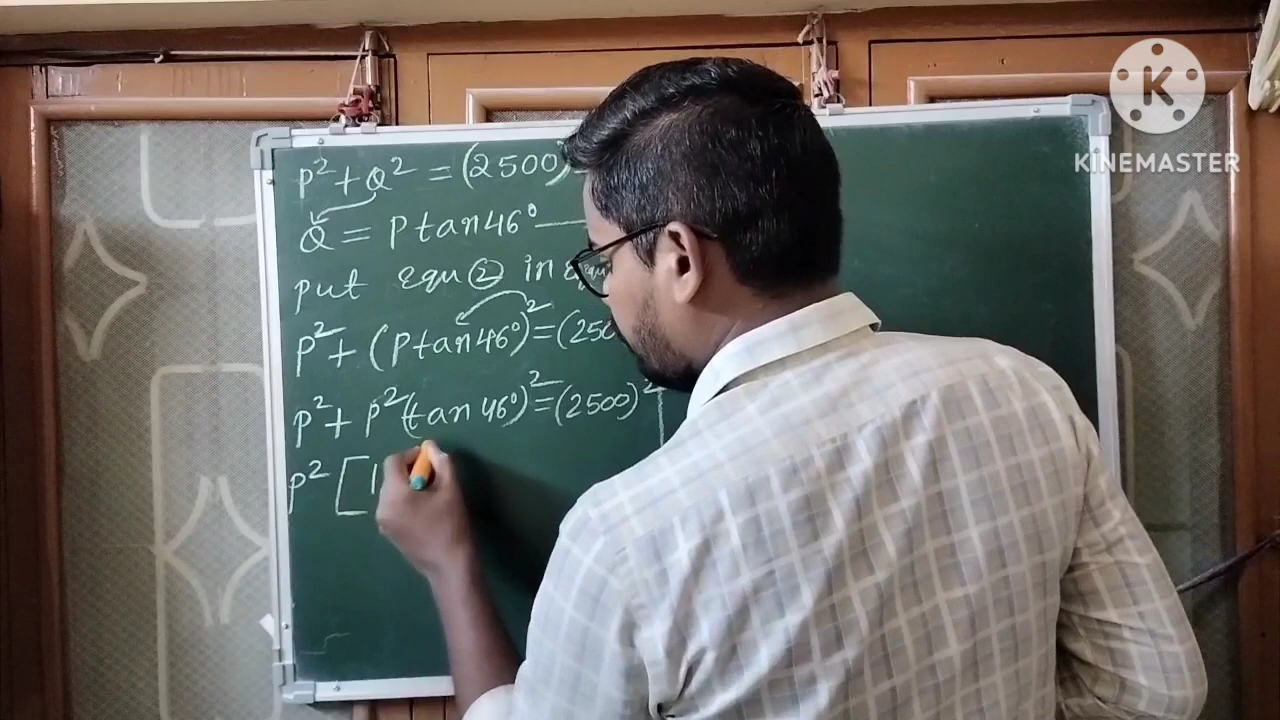 P² + Q² = (2500)
Q = P tan 46°
put equ ② in equ
P² + (P tan 46°)² = (250
P² + P² (tan 46°)² = (2500)²
P² [ 1
K
KINEMASTER